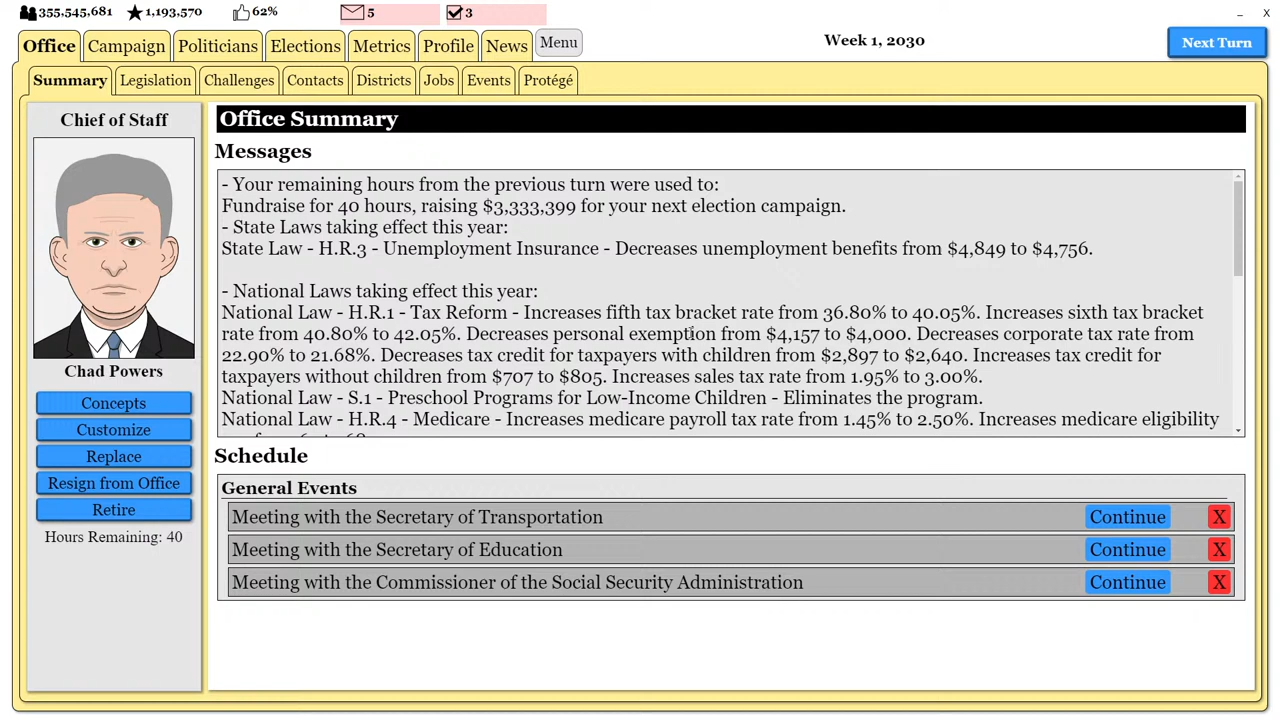 355,545,681 1,193,570 62% 5 3
Office Campaign Politicians Elections Metrics Profile News Menu Week 1, 2030 Next Turn
Summary Legislation Challenges Contacts Districts Jobs Events Protégé
Chief of Staff
Chad Powers
Concepts
Customize
Replace
Resign from Office
Retire
Hours Remaining: 40
Office Summary
Messages
- Your remaining hours from the previous turn were used to:
Fundraise for 40 hours, raising $3,333,399 for your next election campaign.
- State Laws taking effect this year:
State Law - H.R.3 - Unemployment Insurance - Decreases unemployment benefits from $4,849 to $4,756.
- National Laws taking effect this year:
National Law - H.R.1 - Tax Reform - Increases fifth tax bracket rate from 36.80% to 40.05%. Increases sixth tax bracket
rate from 40.80% to 42.05%. Decreases personal exemption from $4,157 to $4,000. Decreases corporate tax rate from
22.90% to 21.68%. Decreases tax credit for taxpayers with children from $2,897 to $2,640. Increases tax credit for
taxpayers without children from $707 to $805. Increases sales tax rate from 1.95% to 3.00%.
National Law - S.1 - Preschool Programs for Low-Income Children - Eliminates the program.
National Law - H.R.4 - Medicare - Increases medicare payroll tax rate from 1.45% to 2.50%. Increases medicare eligibility
Schedule
General Events
Meeting with the Secretary of Transportation Continue X
Meeting with the Secretary of Education Continue X
Meeting with the Commissioner of the Social Security Administration Continue X